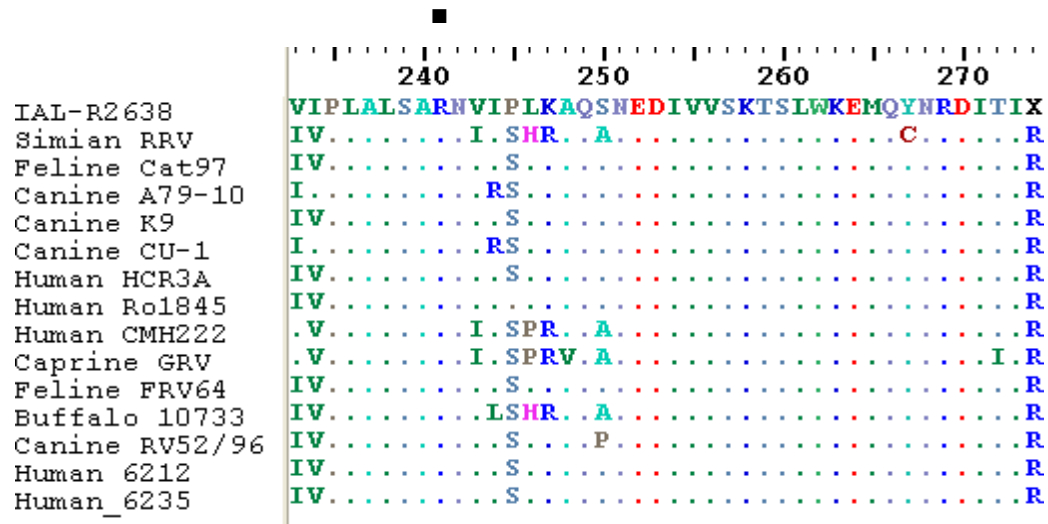 240 250 260 270
IAL-R2638 VIPLALSARNVIPLKAQSNEDIVVSKTSLWKEMQYNRDITIX
Simian RRV IV........I.SHR..A................C......R
Feline Cat97 IV..........S............................R
Canine A79-10 I..........RS............................R
Canine K9 IV..........S............................R
Canine CU-1 I..........RS............................R
Human HCR3A IV..........S............................R
Human Ro1845 IV.......................................R
Human CMH222 .V........I.SPR..A.......................R
Caprine GRV .V........I.SPRV.A.....................I.R
Feline FRV64 IV..........S............................R
Buffalo 10733 IV.........LSHR..A.......................R
Canine RV52/96 IV..........S....P.......................R
Human 6212 IV..........S............................R
Human_6235 IV..........S............................R